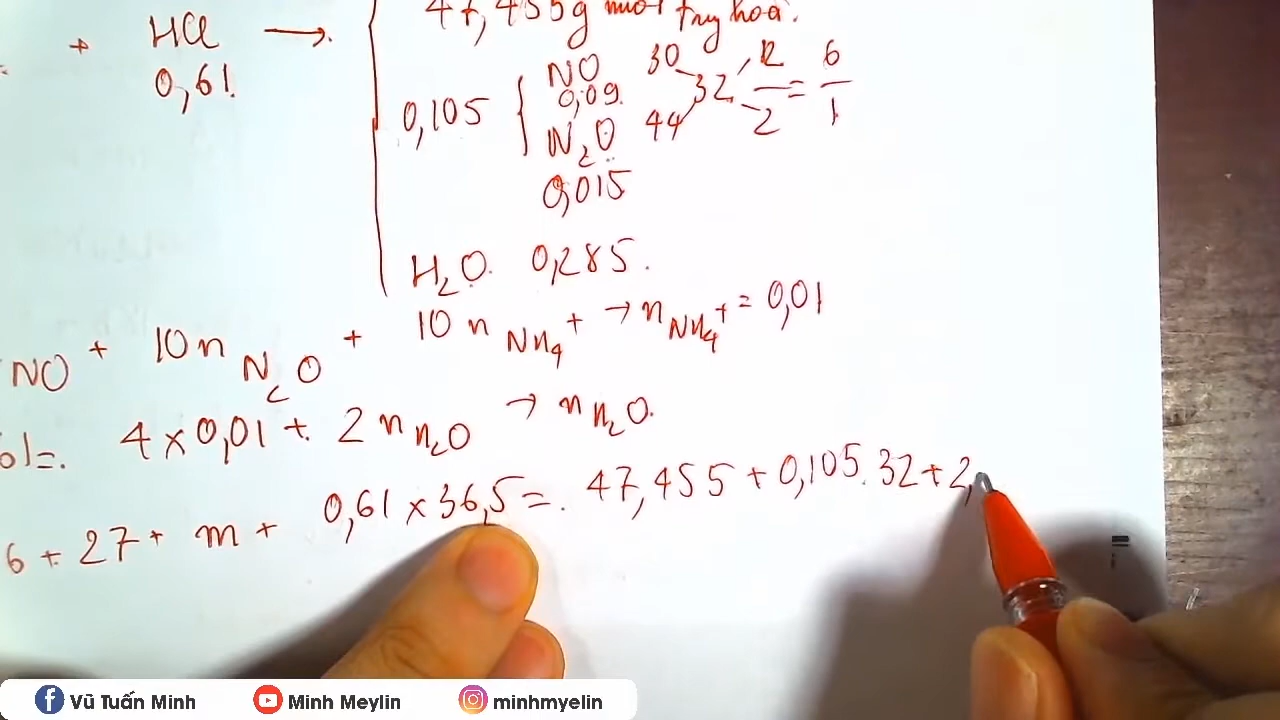 47,455g muối trung hoà.
+ HCl →
0,61
NO 30 12 6
0,105 0,09 32 — = —
N2O 44 2 1
0,015
H2O 0,285.
NO + 10n N2O + 10n NH4+ → n NH4+ = 0,01
61 = 4 x 0,01 + 2n H2O → n H2O.
6 + 27 + m + 0,61 x 36,5 = 47,455 + 0,105.32 + 2,
Vũ Tuấn Minh Minh Meylin minhmyelin